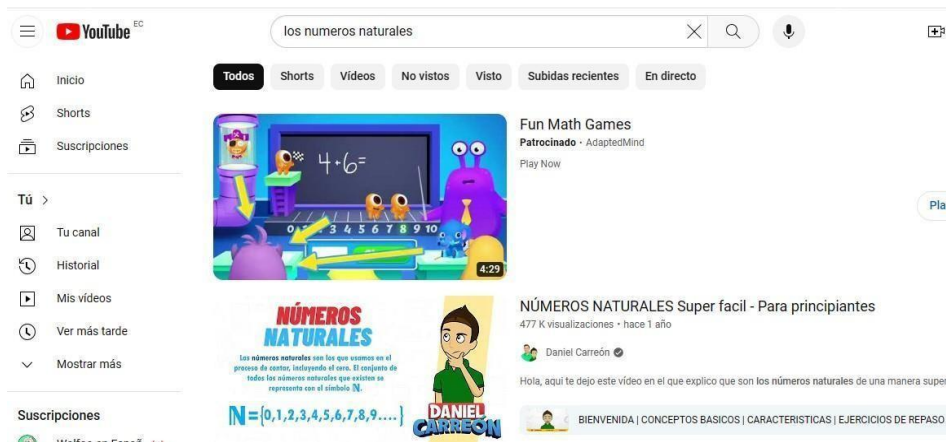 YouTube EC
los numeros naturales
Inicio
Shorts
Suscripciones
Tú >
Tu canal
Historial
Mis vídeos
Ver más tarde
Mostrar más
Suscripciones
Todos
Shorts
Vídeos
No vistos
Visto
Subidas recientes
En directo
4+6=
3 4 5 6 7 8 9 10
4:29
Fun Math Games
Patrocinado · AdaptedMind
Play Now
Pla
NÚMEROS
NATURALES
Los números naturales son los que usamos en el
proceso de contar, incluyendo el cero. El conjunto de
todos los números naturales que existen se
representa con el símbolo N.
N={0,1,2,3,4,5,6,7,8,9....}
DANIEL
CARREÓN
NÚMEROS NATURALES Super facil - Para principiantes
477 K visualizaciones • hace 1 año
Daniel Carreón
Hola, aqui te dejo este vídeo en el que explico que son los números naturales de una manera super
BIENVENIDA | CONCEPTOS BASICOS | CARACTERISTICAS | EJERCICIOS DE REPASO